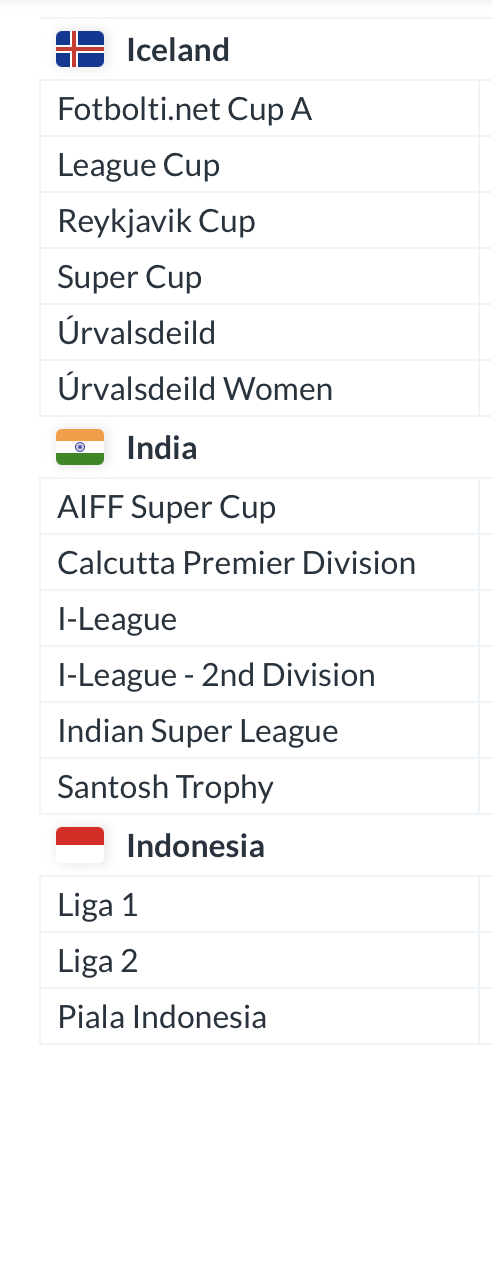 Iceland
Fotbolti.net Cup A
League Cup
Reykjavik Cup
Super Cup
Úrvalsdeild
Úrvalsdeild Women
India
AIFF Super Cup
Calcutta Premier Division
I-League
I-League - 2nd Division
Indian Super League
Santosh Trophy
Indonesia
Liga 1
Liga 2
Piala Indonesia